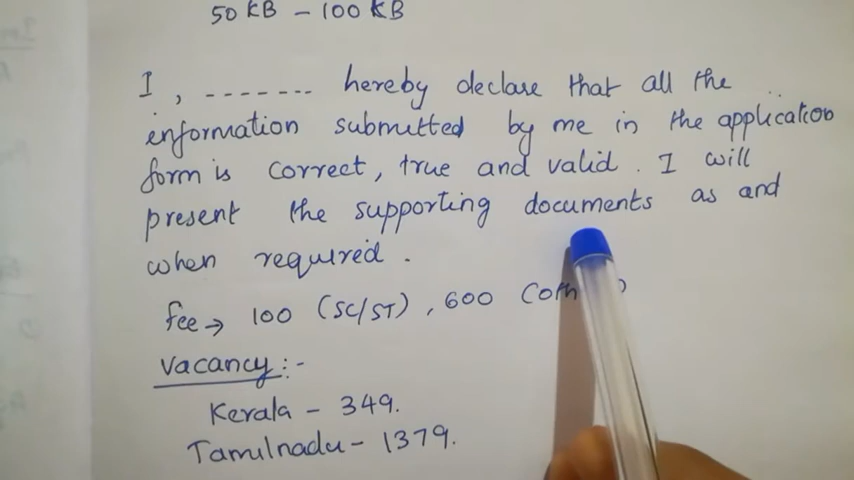 50 KB - 100 KB
I, ------- hereby declare that all the
information submitted by me in the application
form is correct, true and valid. I will
present the supporting documents as and
when required.
Fee → 100 (SC/ST), 600
Vacancy:-
Kerala - 349.
Tamilnadu - 1379.